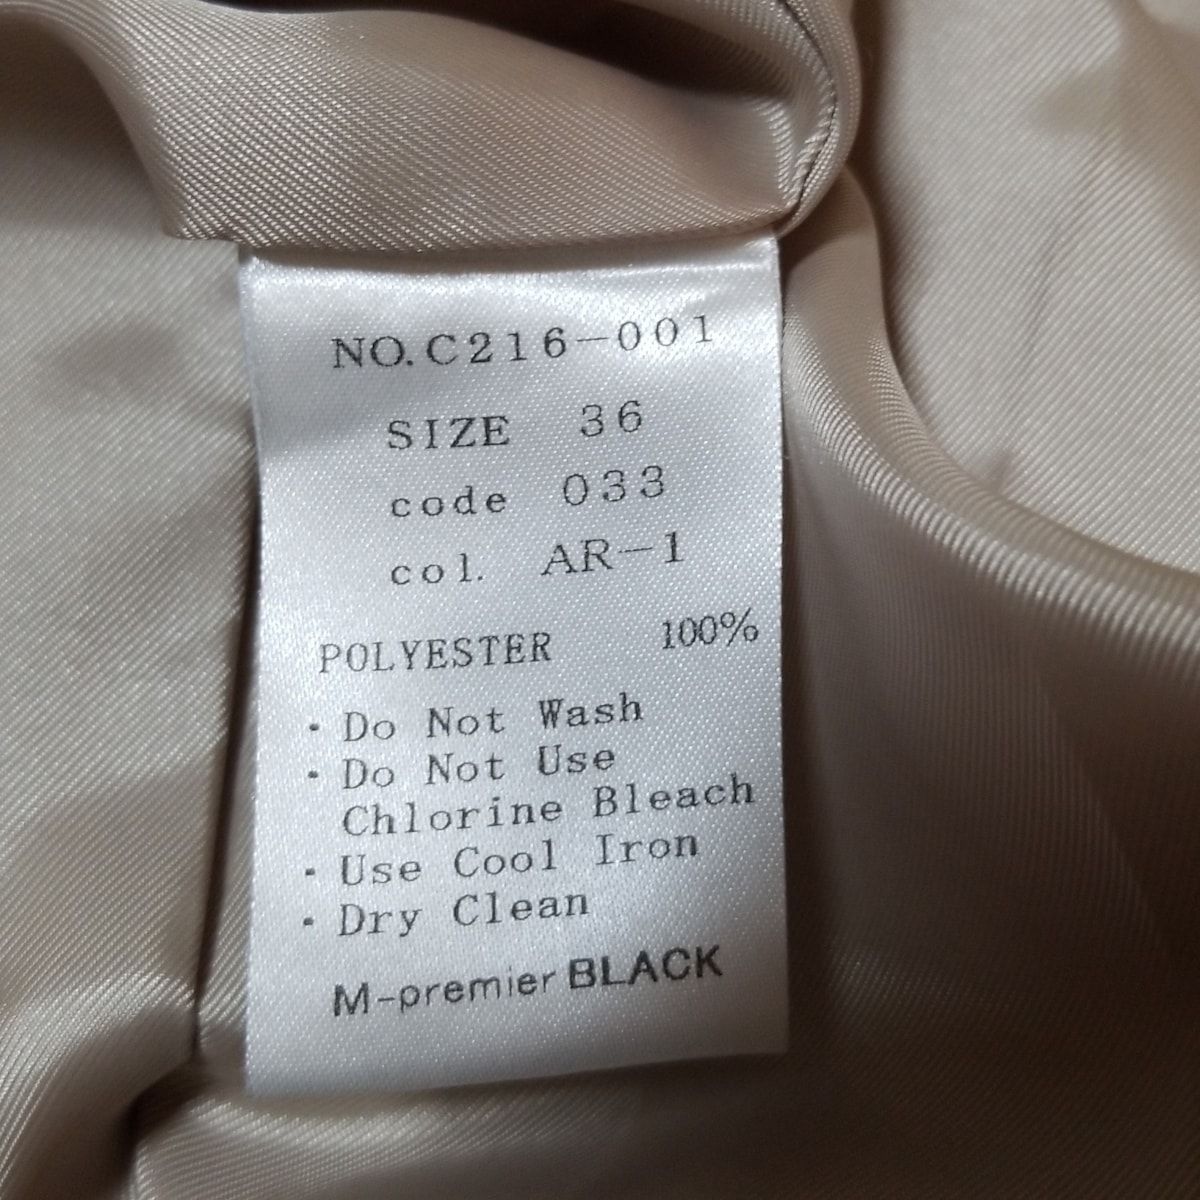 NO.C216-001
SIZE 36
code 033
col. AR-1
POLYESTER 100%
・Do Not Wash
・Do Not Use
Chlorine Bleach
・Use Cool Iron
・Dry Clean
M-premier BLACK